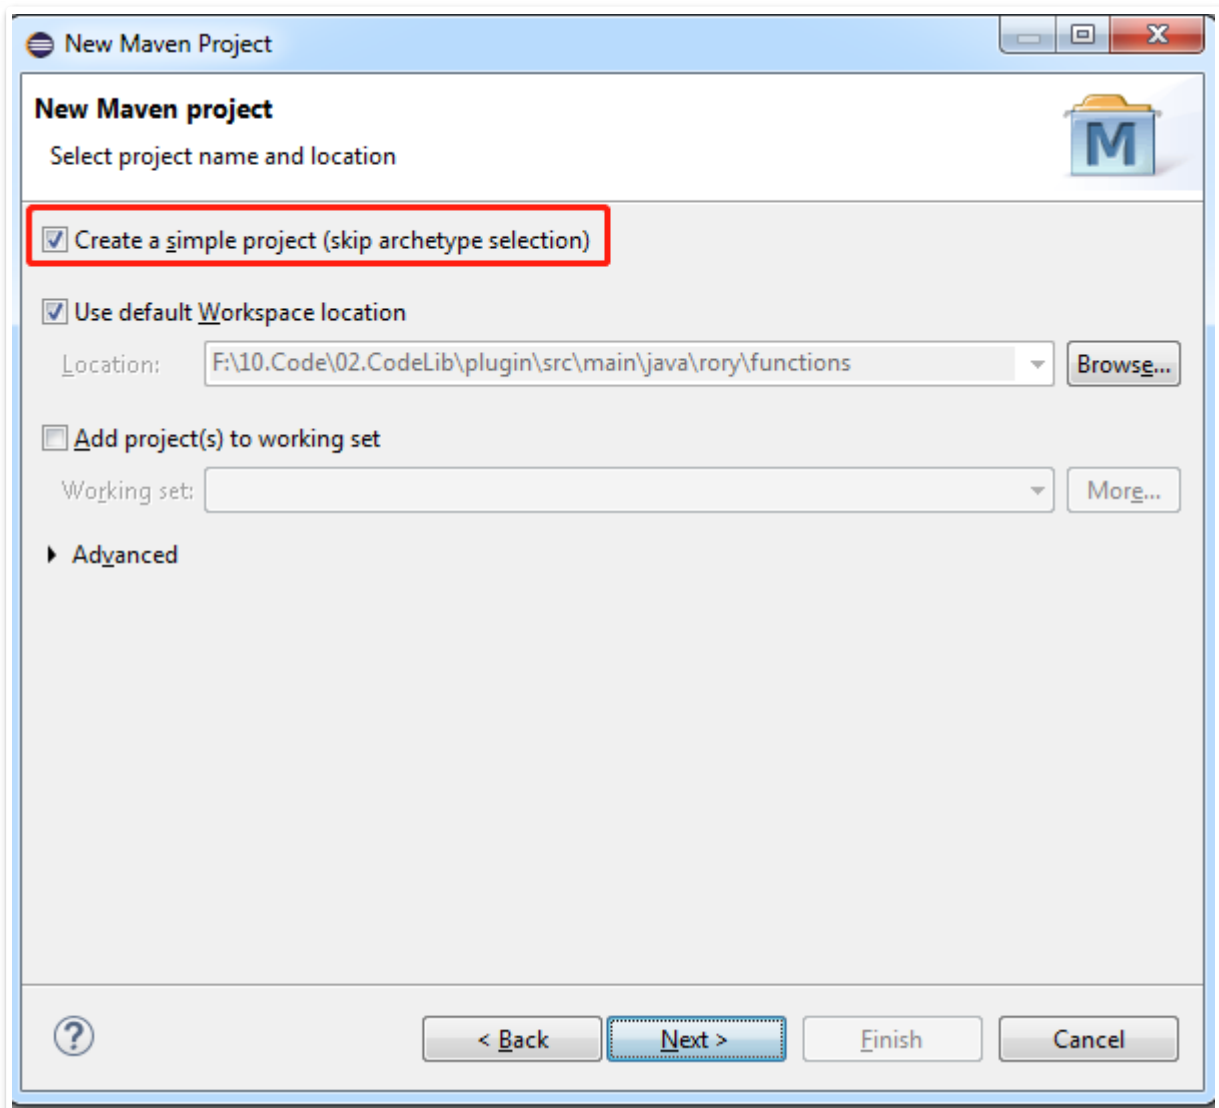 New Maven Project
New Maven project
Select project name and location
M
Create a simple project (skip archetype selection)
Use default Workspace location
Location: F:\10.Code\02.CodeLib\plugin\src\main\java\rory\functions Browse...
Add project(s) to working set
Working set: More...
Advanced
? < Back Next > Finish Cancel